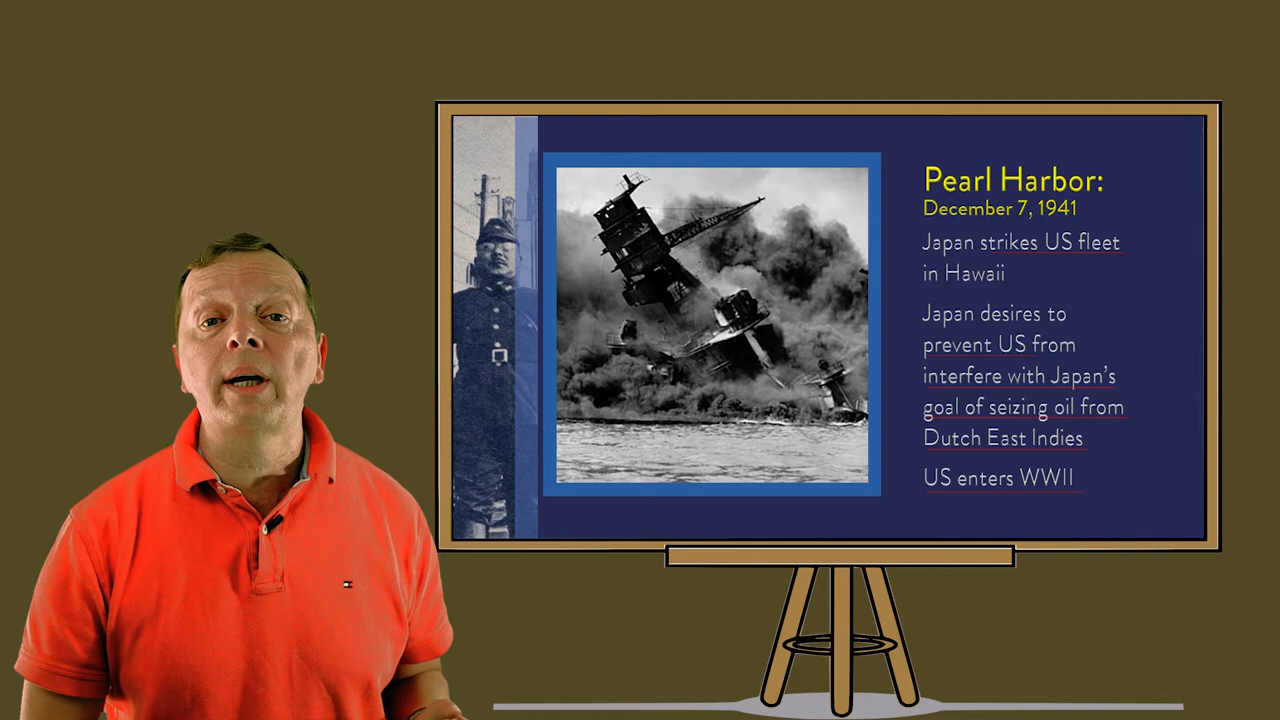 Pearl Harbor:
December 7, 1941
Japan strikes US fleet
in Hawaii
Japan desires to
prevent US from
interfere with Japan's
goal of seizing oil from
Dutch East Indies
US enters WWII